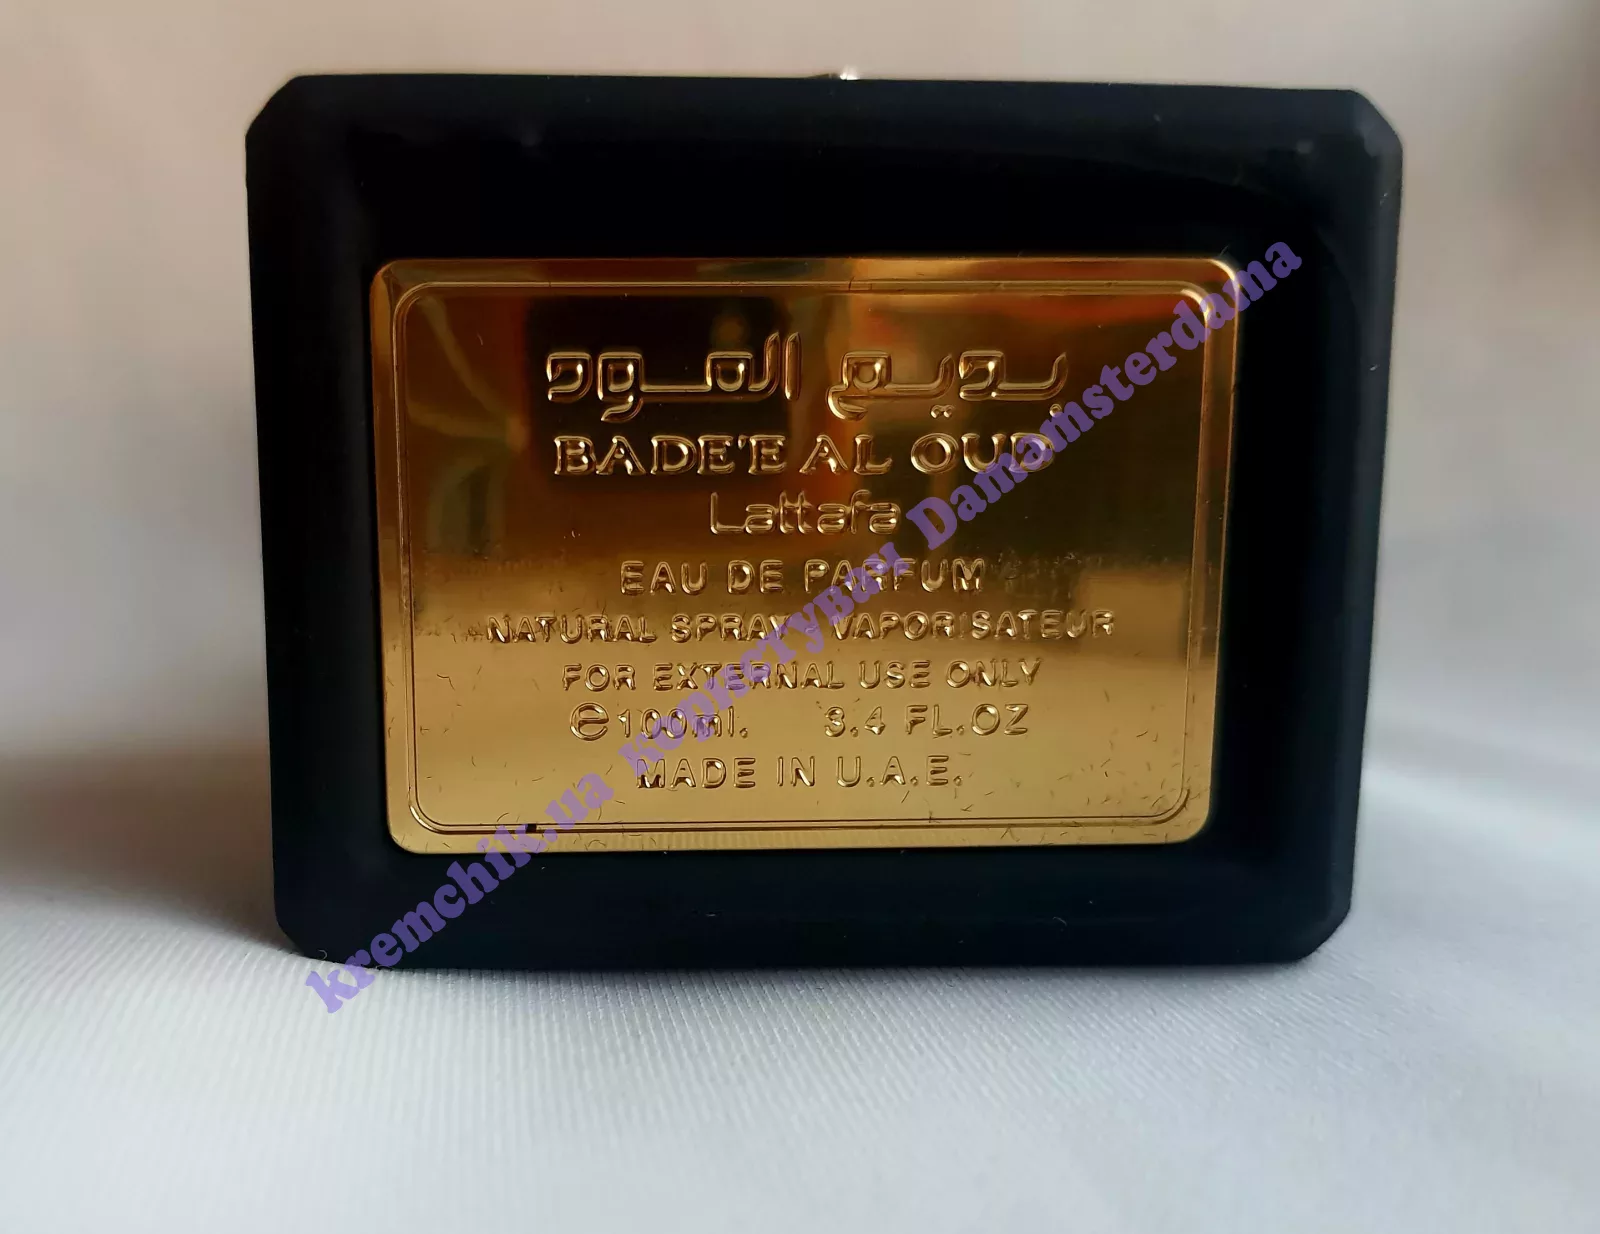 بديع العود
BADE'E AL OUD
Lattafa
EAU DE PARFUM
NATURAL SPRAY - VAPORISATEUR
FOR EXTERNAL USE ONLY
℮100ml. 3.4 FL.OZ
MADE IN U.A.E.
kremchik.ua користувач Damamsterdama